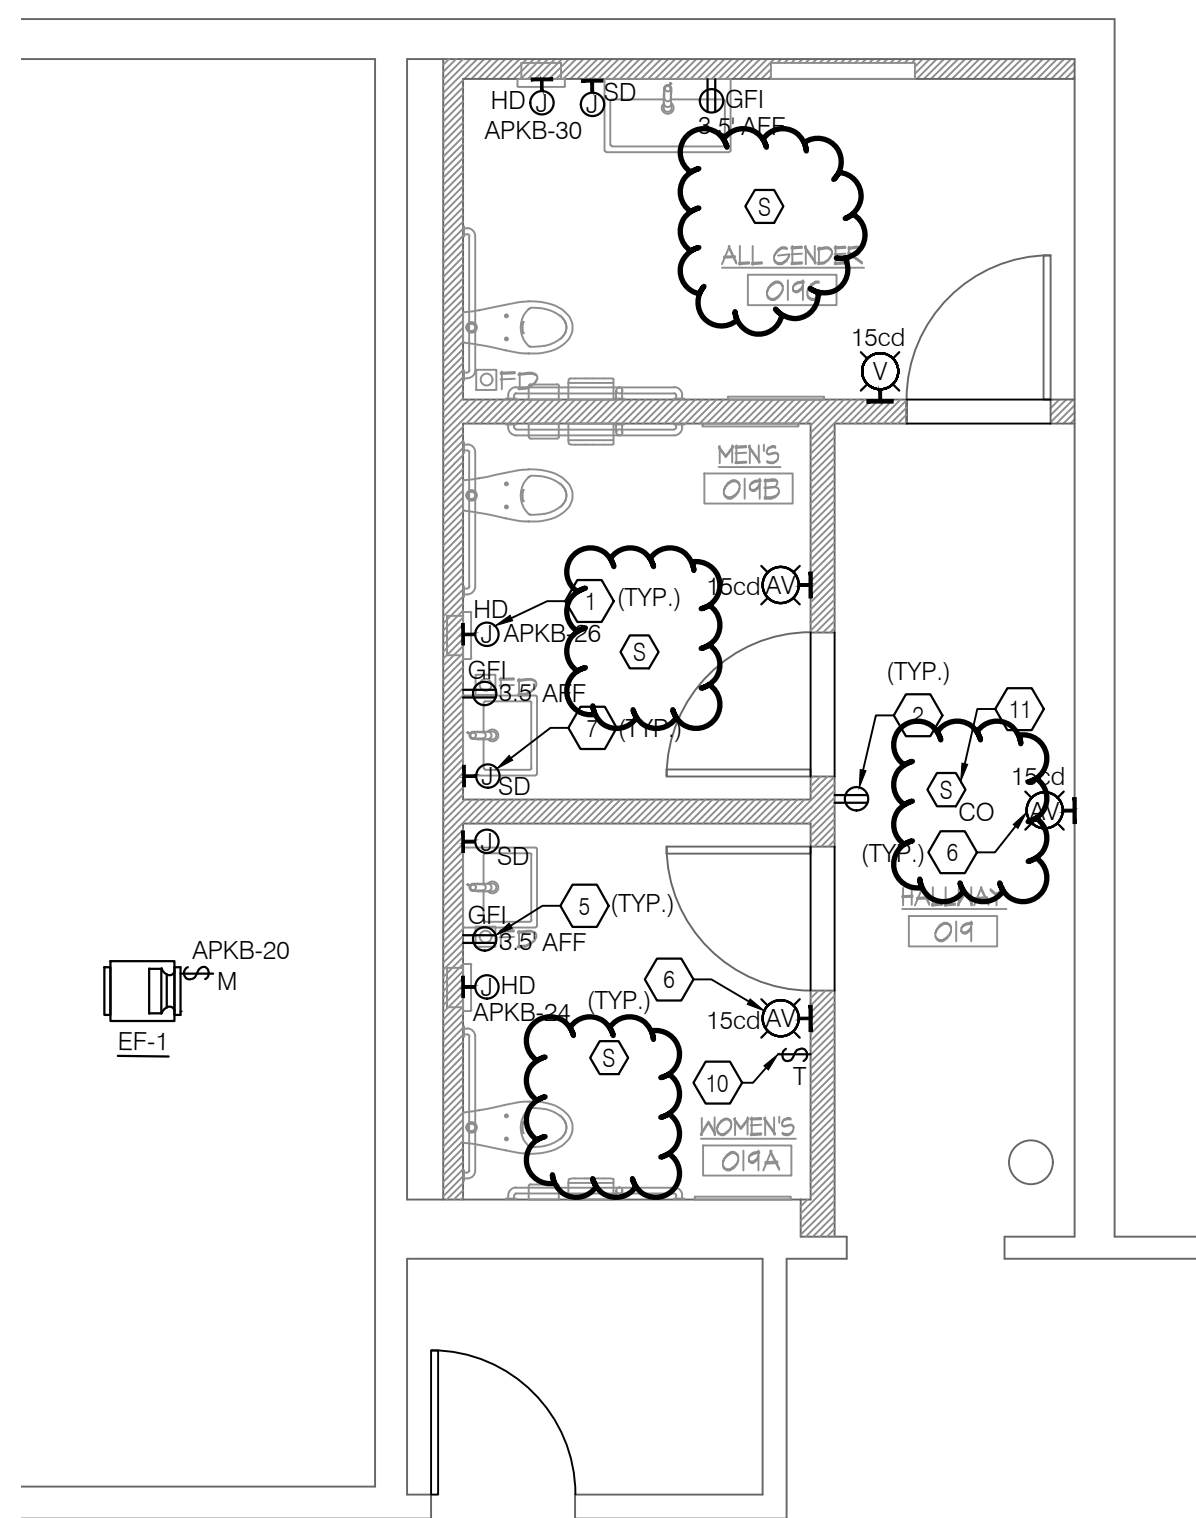 HD J J SD GFI
APKB-30 3.5' AFF
S
ALL GENDER
019C
15cd
V
FD
MEN'S
019B
15cd AV
1 (TYP.)
HD
J APKB-26
S
GFI
3.5' AFF
FD
7 (TYP.)
J
SD
(TYP.)
2
11
S
CO
15cd
AV
(TYP.) 6
HALLWAY
019
J
SD
5 (TYP.)
GFI
3.5' AFF
J HD
APKB-24
(TYP.)
6
15cd AV
S
10
S
T
WOMEN'S
019A
APKB-20
S
M
EF-1